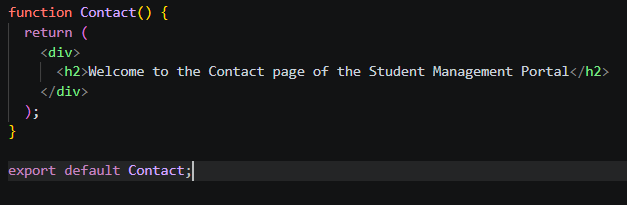 function Contact() {
  return (
    <div>
      <h2>Welcome to the Contact page of the Student Management Portal</h2>
    </div>
  );
}

export default Contact;